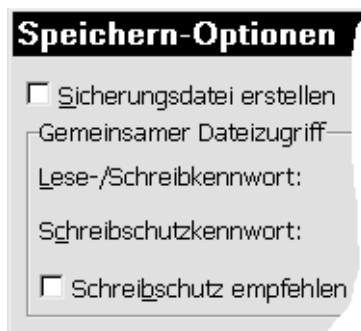 Speichern-Optionen
Sicherungsdatei erstellen
Gemeinsamer Dateizugriff
Lese-/Schreibkennwort:
Schreibschutzkennwort:
Schreibschutz empfehlen